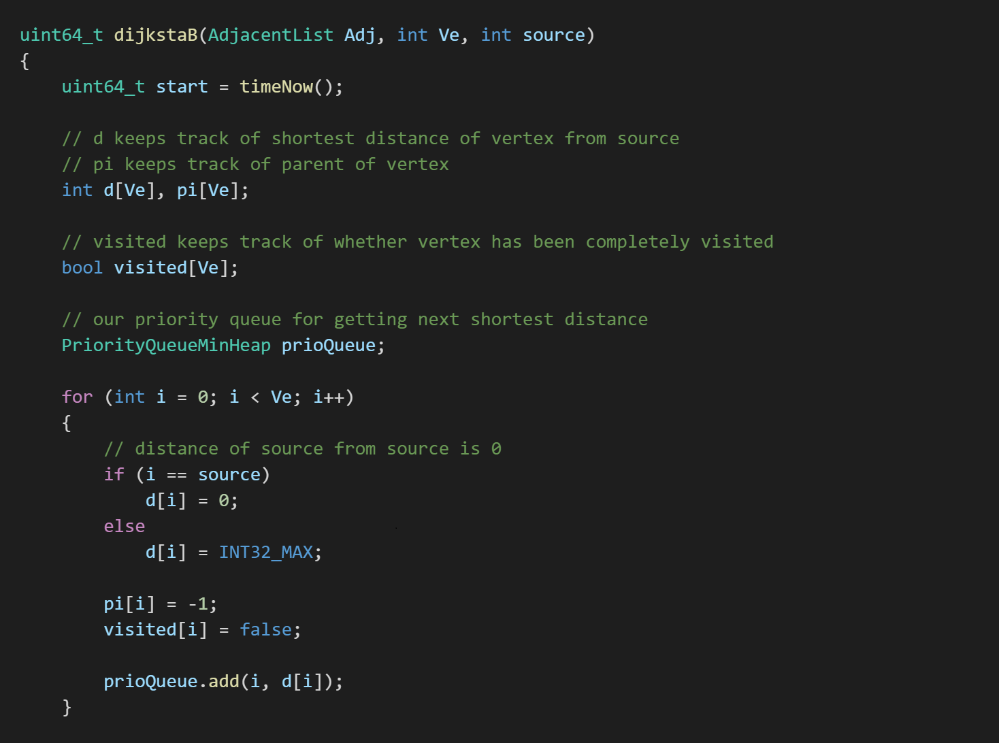 uint64_t dijkstaB(AdjacentList Adj, int Ve, int source)
{
    uint64_t start = timeNow();

    // d keeps track of shortest distance of vertex from source
    // pi keeps track of parent of vertex
    int d[Ve], pi[Ve];

    // visited keeps track of whether vertex has been completely visited
    bool visited[Ve];

    // our priority queue for getting next shortest distance
    PriorityQueueMinHeap prioQueue;

    for (int i = 0; i < Ve; i++)
    {
        // distance of source from source is 0
        if (i == source)
            d[i] = 0;
        else
            d[i] = INT32_MAX;

        pi[i] = -1;
        visited[i] = false;

        prioQueue.add(i, d[i]);
    }